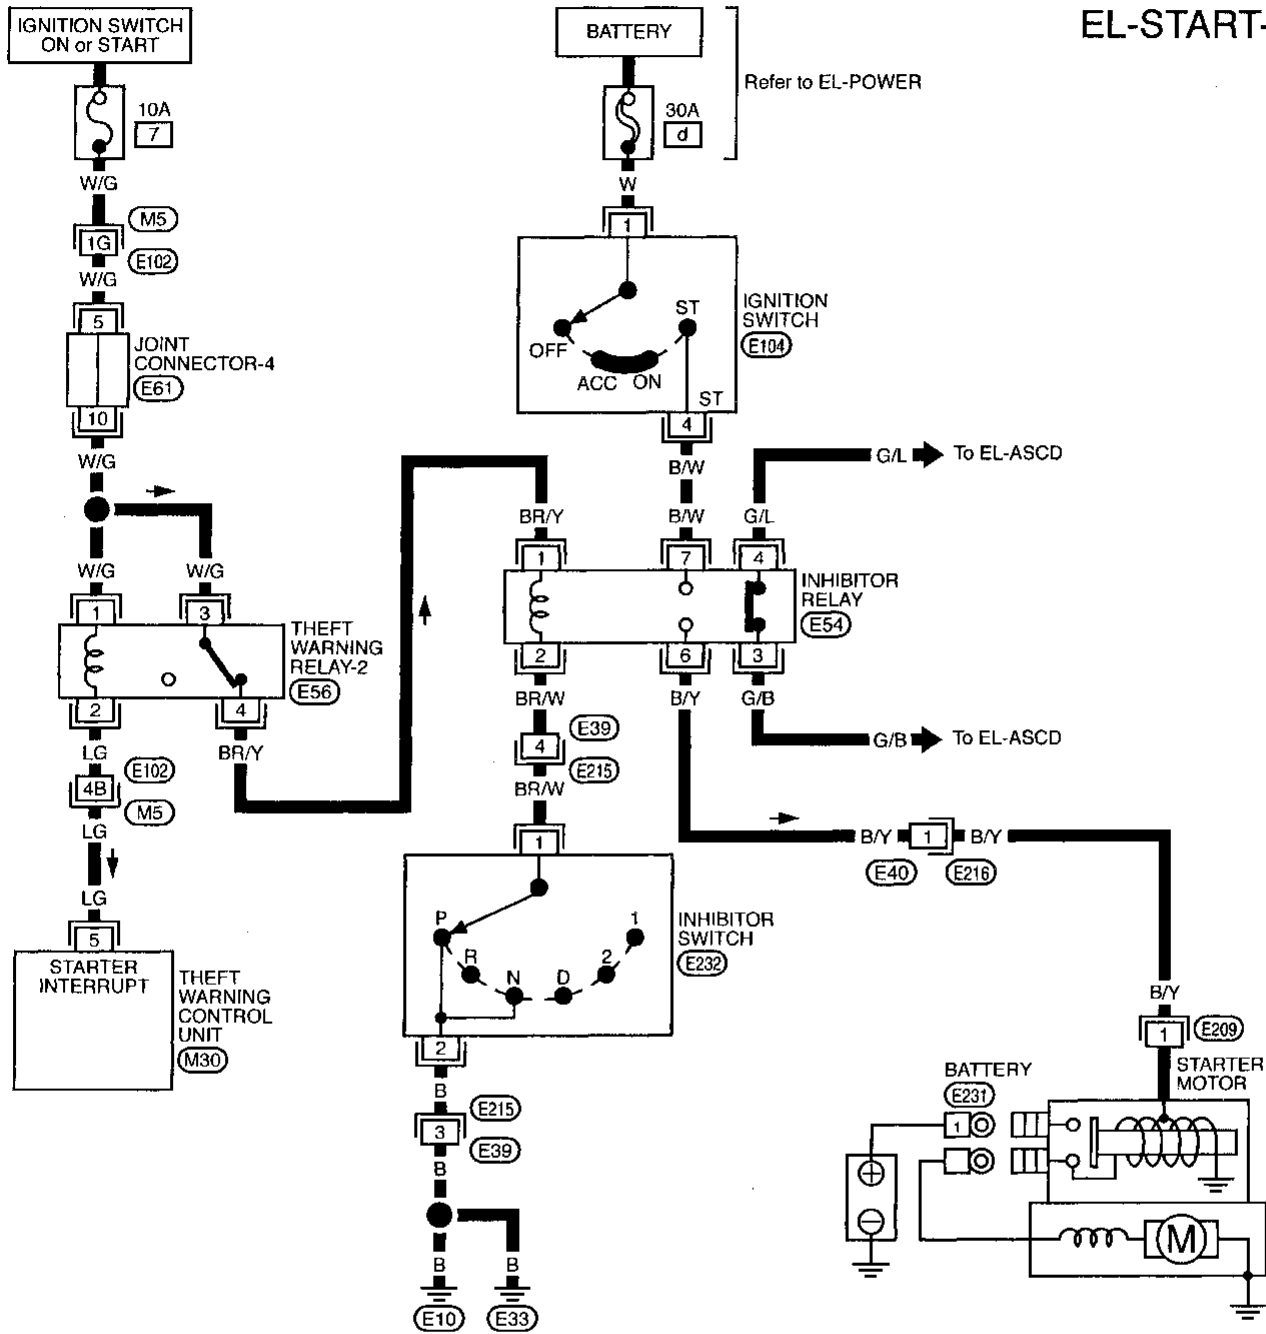 EL-START-
IGNITION SWITCH
ON or START
BATTERY
Refer to EL-POWER
10A
7
30A
d
W/G
W
M5
1G
E102
1
W/G
5
JOINT
CONNECTOR-4
E61
10
IGNITION
SWITCH
E104
OFF
ACC
ON
ST
ST
4
W/G
B/W
G/L
To EL-ASCD
BR/Y
B/W
G/L
W/G
W/G
1
7
4
INHIBITOR
RELAY
E54
1
3
THEFT
WARNING
RELAY-2
E56
2
6
3
2
4
BR/W
B/Y
G/B
LG
BR/Y
E39
4
E215
G/B
To EL-ASCD
E102
4B
M5
BR/W
LG
1
B/Y
1
B/Y
E40
E216
LG
5
STARTER
INTERRUPT
THEFT
WARNING
CONTROL
UNIT
M30
P
R
N
D
2
1
INHIBITOR
SWITCH
E232
2
B/Y
1
E209
STARTER
MOTOR
BATTERY
E231
1
B
E215
3
E39
B
+
−
M
B
B
E10
E33